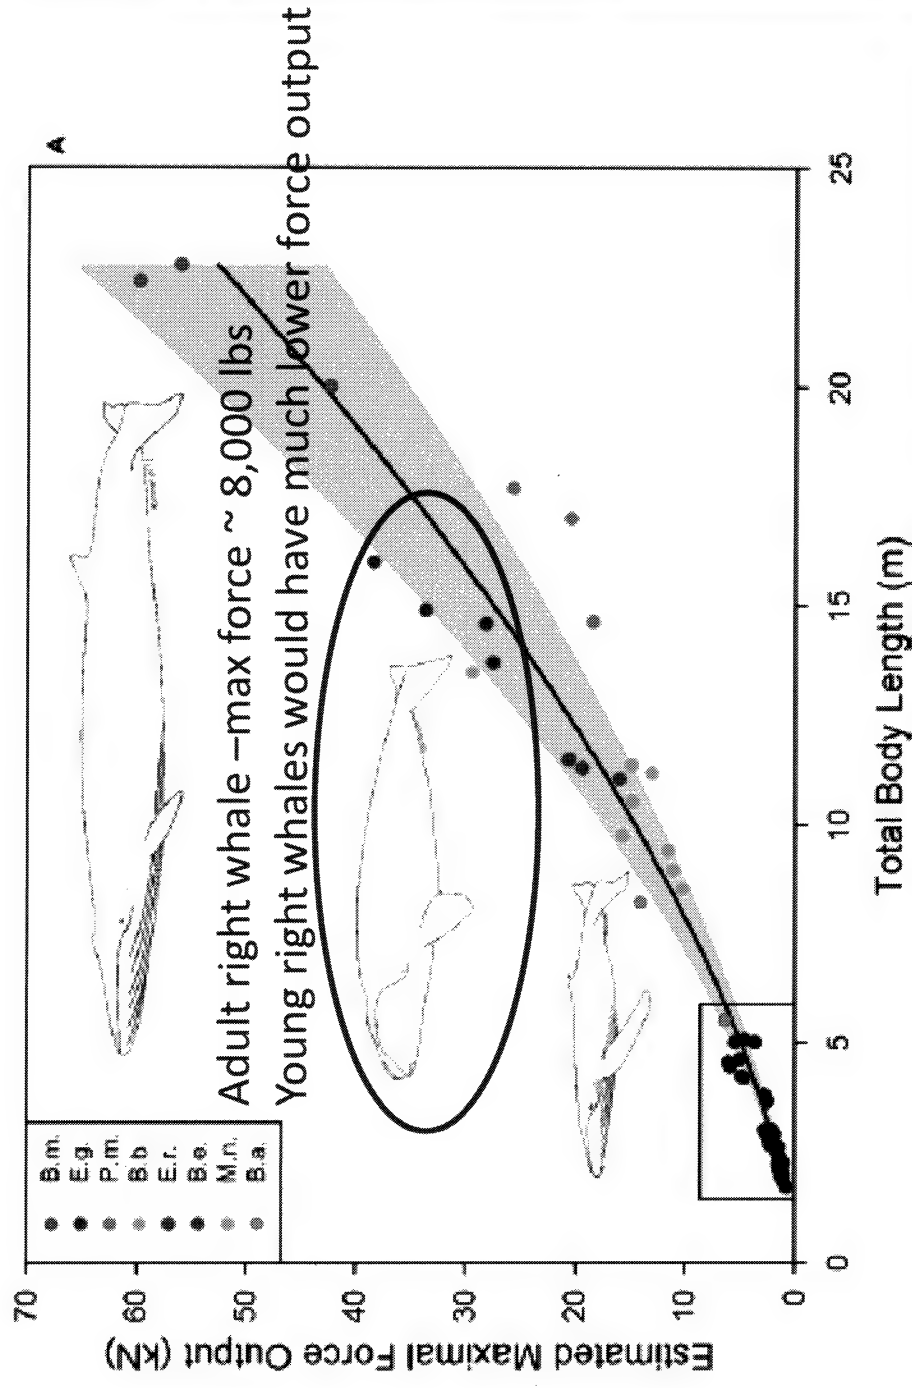 A
B.m.
E.g.
P.m.
B.b
E.r.
B.e.
M.n.
B.a.
Adult right whale –max force ~ 8,000 lbs
Young right whales would have much lower force output
Estimated Maximal Force Output (kN)
70
60
50
40
30
20
10
0
0
5
10
15
20
25
Total Body Length (m)